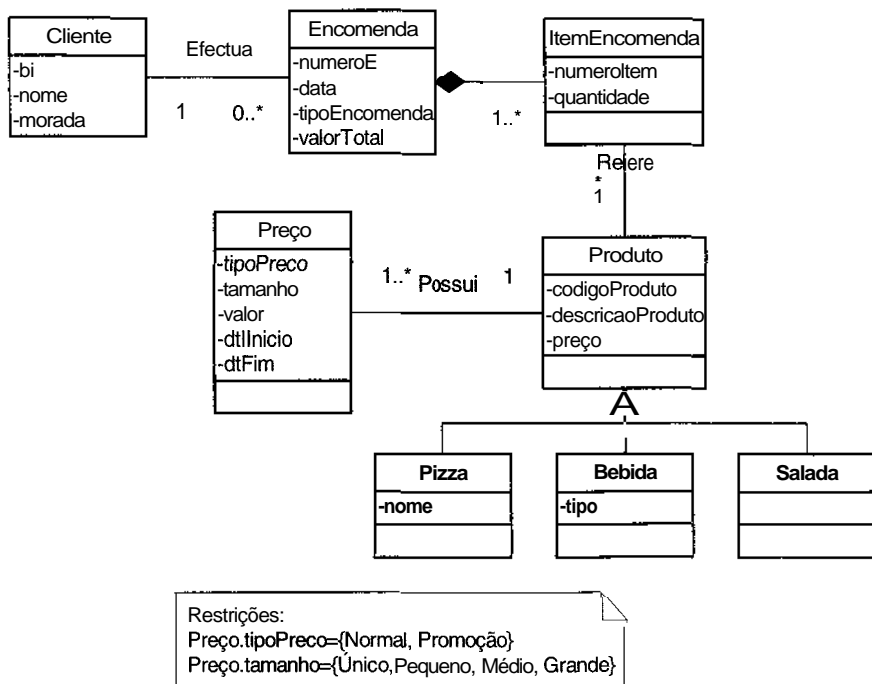 Cliente
-bi
-nome
-morada
Efectua
1
0..*
Encomenda
-numeroE
-data
-tipoEncomenda
-valorTotal
1..*
ItemEncomenda
-numeroItem
-quantidade
Reiere
*
1
Preço
-tipoPreco
-tamanho
-valor
-dtIInicio
-dtFim
1..* Possui 1
Produto
-codigoProduto
-descricaoProduto
-preço
A
Pizza
-nome
Bebida
-tipo
Salada
Restrições:
Preço.tipoPreco={Normal, Promoção}
Preço.tamanho={Único,Pequeno, Médio, Grande}